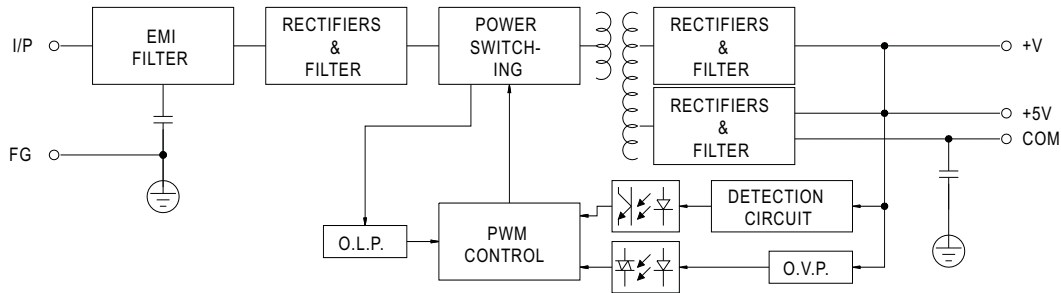 I/P
EMI
FILTER
RECTIFIERS
&
FILTER
POWER
SWITCH-
ING
RECTIFIERS
&
FILTER
+V
RECTIFIERS
&
FILTER
+5V
COM
FG
DETECTION
CIRCUIT
O.L.P.
PWM
CONTROL
O.V.P.